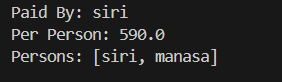 Paid By: siri
Per Person: 590.0
Persons: [siri, manasa]